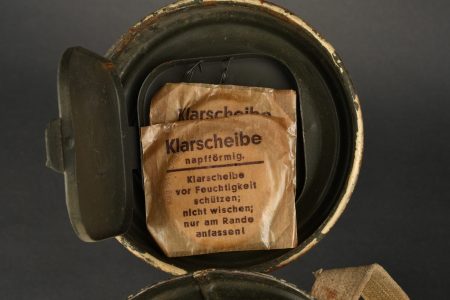 Klarscheibe
Klarscheibe
napfförmig.
Klarscheibe
vor Feuchtigkeit
schützen;
nicht wischen;
nur am Rande
anfassen!